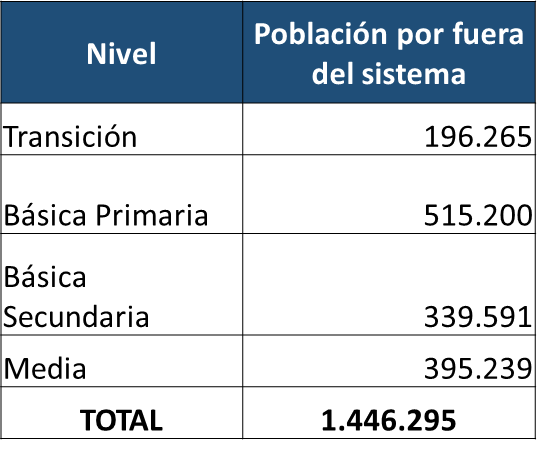 Nivel
Población por fuera
del sistema
Transición 196.265
Básica Primaria 515.200
Básica
Secundaria 339.591
Media 395.239
TOTAL 1.446.295